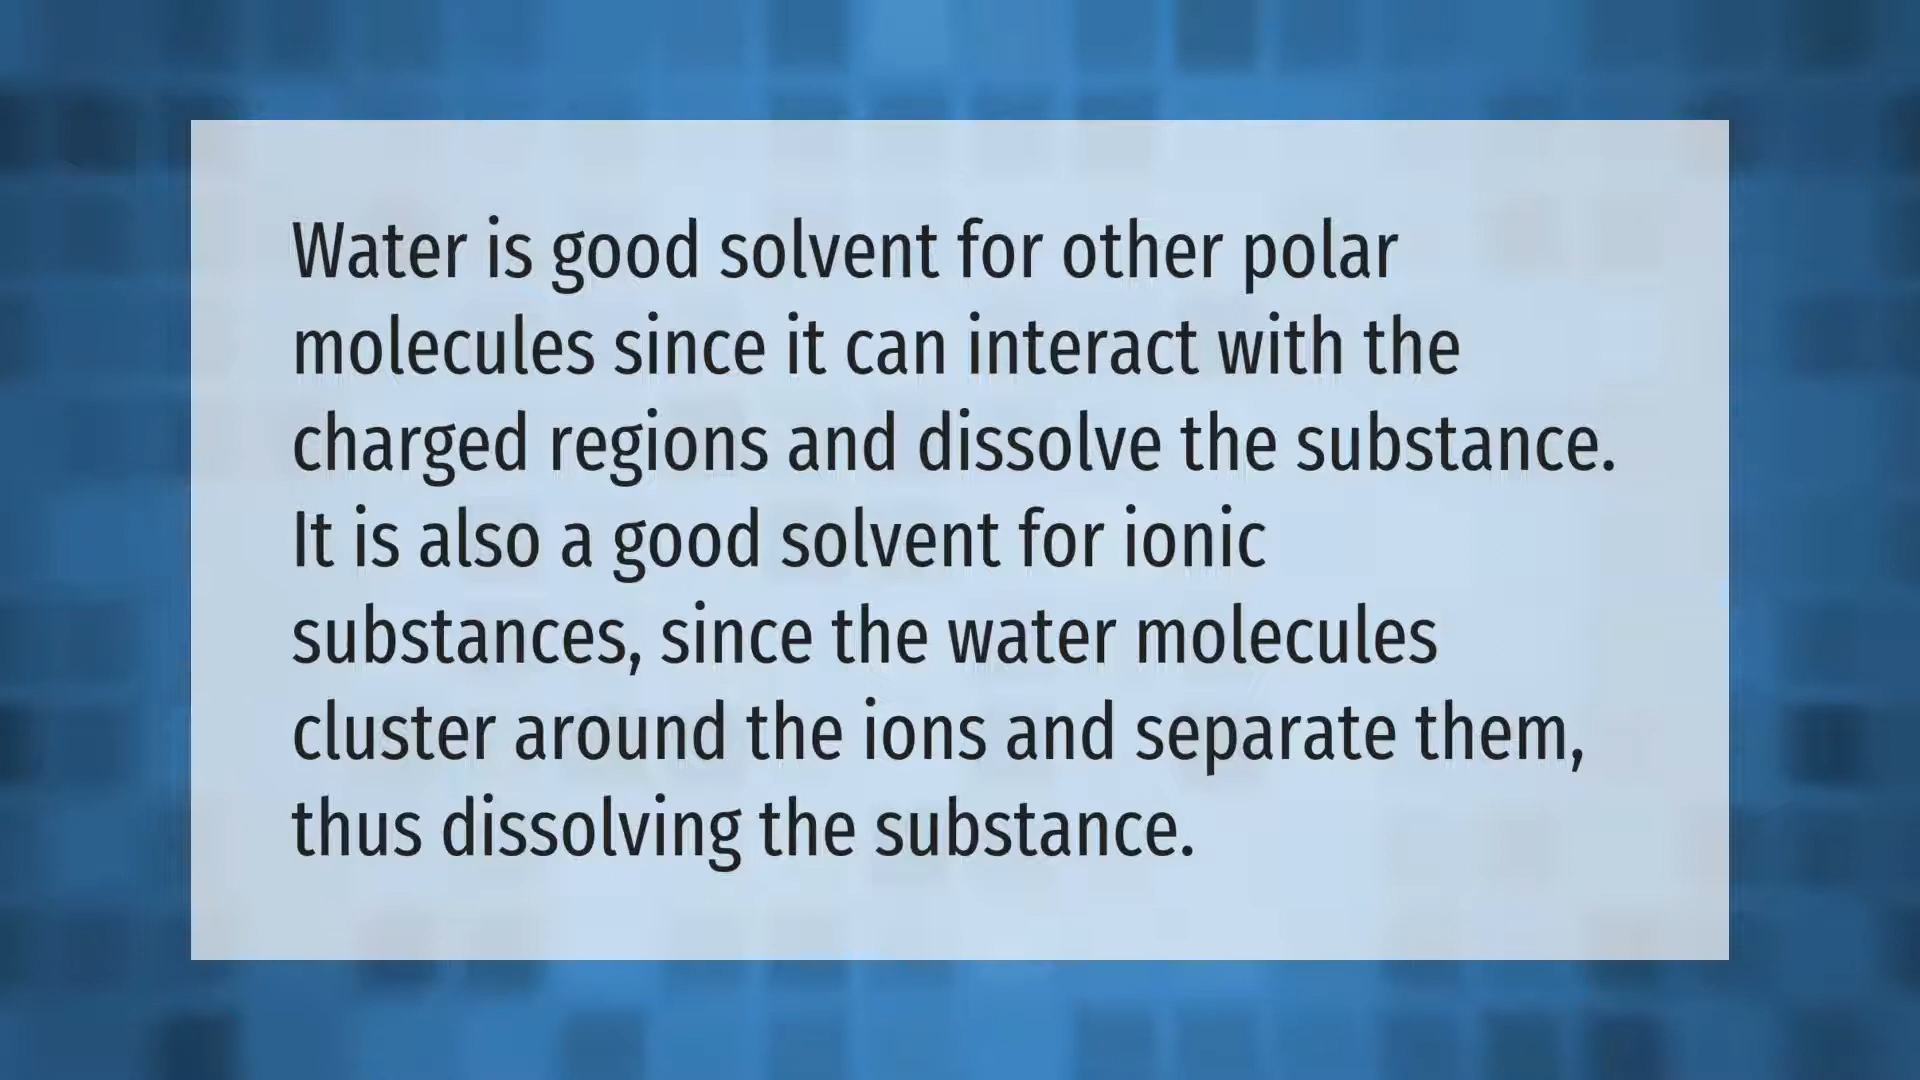 Water is good solvent for other polar
molecules since it can interact with the
charged regions and dissolve the substance.
It is also a good solvent for ionic
substances, since the water molecules
cluster around the ions and separate them,
thus dissolving the substance.